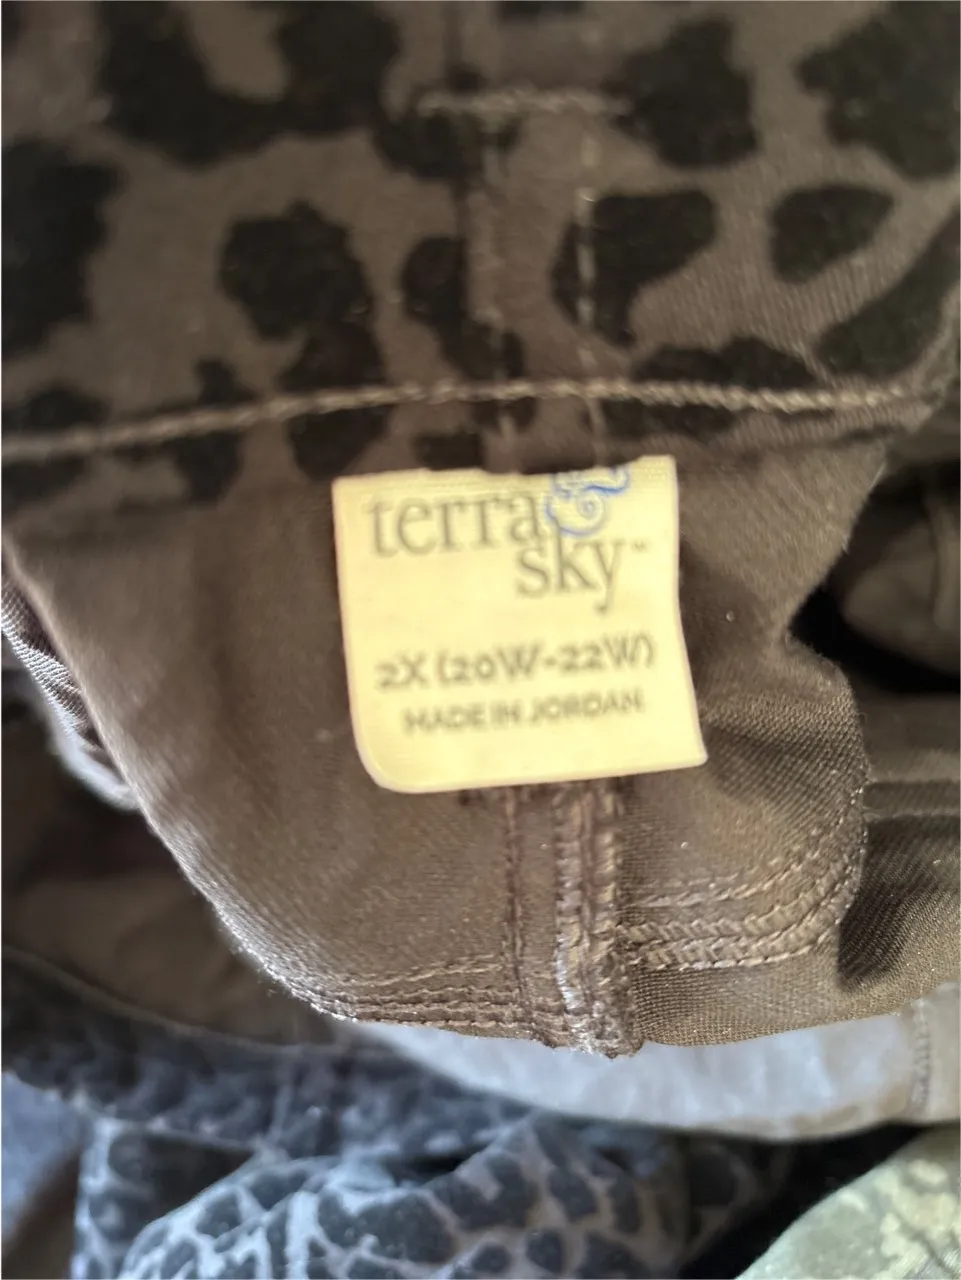 terra &
sky™
2X (20W-22W)
MADE IN JORDAN